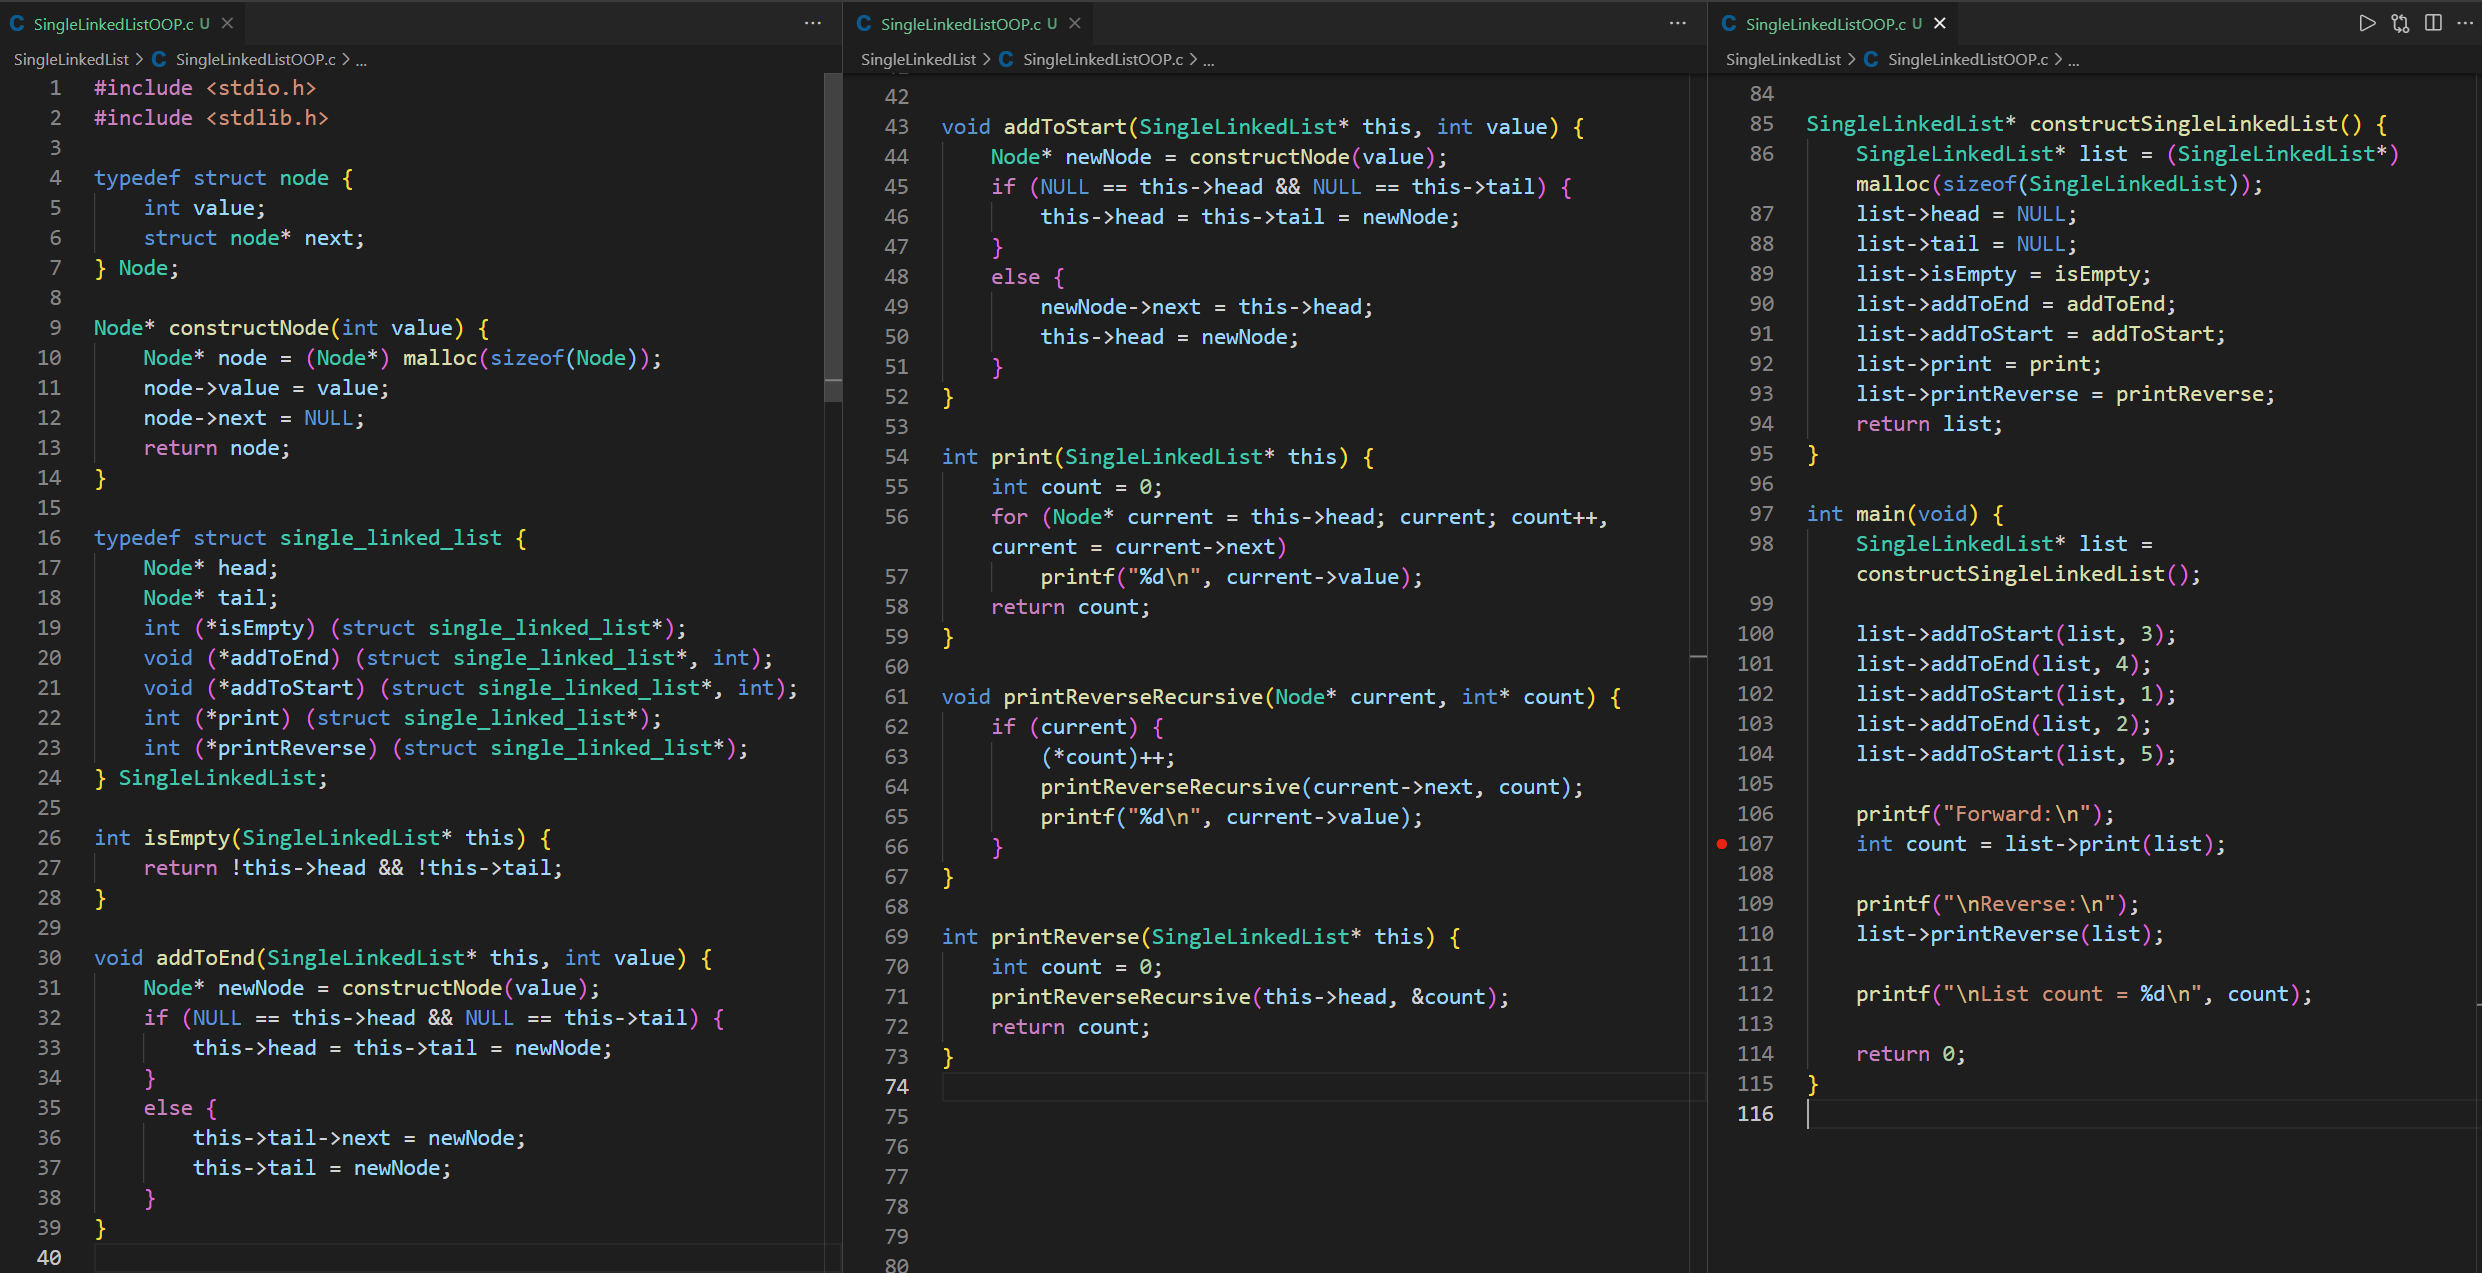 SingleLinkedListOOP.c U
SingleLinkedList > C SingleLinkedListOOP.c > ...
1 #include <stdio.h>
2 #include <stdlib.h>
3
4 typedef struct node {
5     int value;
6     struct node* next;
7 } Node;
8
9 Node* constructNode(int value) {
10     Node* node = (Node*) malloc(sizeof(Node));
11     node->value = value;
12     node->next = NULL;
13     return node;
14 }
15
16 typedef struct single_linked_list {
17     Node* head;
18     Node* tail;
19     int (*isEmpty) (struct single_linked_list*);
20     void (*addToEnd) (struct single_linked_list*, int);
21     void (*addToStart) (struct single_linked_list*, int);
22     int (*print) (struct single_linked_list*);
23     int (*printReverse) (struct single_linked_list*);
24 } SingleLinkedList;
25
26 int isEmpty(SingleLinkedList* this) {
27     return !this->head && !this->tail;
28 }
29
30 void addToEnd(SingleLinkedList* this, int value) {
31     Node* newNode = constructNode(value);
32     if (NULL == this->head && NULL == this->tail) {
33         this->head = this->tail = newNode;
34     }
35     else {
36         this->tail->next = newNode;
37         this->tail = newNode;
38     }
39 }
40
SingleLinkedListOOP.c U
SingleLinkedList > C SingleLinkedListOOP.c > ...
42
43 void addToStart(SingleLinkedList* this, int value) {
44     Node* newNode = constructNode(value);
45     if (NULL == this->head && NULL == this->tail) {
46         this->head = this->tail = newNode;
47     }
48     else {
49         newNode->next = this->head;
50         this->head = newNode;
51     }
52 }
53
54 int print(SingleLinkedList* this) {
55     int count = 0;
56     for (Node* current = this->head; current; count++,
    current = current->next)
57         printf("%d\n", current->value);
58     return count;
59 }
60
61 void printReverseRecursive(Node* current, int* count) {
62     if (current) {
63         (*count)++;
64         printReverseRecursive(current->next, count);
65         printf("%d\n", current->value);
66     }
67 }
68
69 int printReverse(SingleLinkedList* this) {
70     int count = 0;
71     printReverseRecursive(this->head, &count);
72     return count;
73 }
74
75
76
77
78
79
80
SingleLinkedListOOP.c U
SingleLinkedList > C SingleLinkedListOOP.c > ...
84
85 SingleLinkedList* constructSingleLinkedList() {
86     SingleLinkedList* list = (SingleLinkedList*)
    malloc(sizeof(SingleLinkedList));
87     list->head = NULL;
88     list->tail = NULL;
89     list->isEmpty = isEmpty;
90     list->addToEnd = addToEnd;
91     list->addToStart = addToStart;
92     list->print = print;
93     list->printReverse = printReverse;
94     return list;
95 }
96
97 int main(void) {
98     SingleLinkedList* list =
    constructSingleLinkedList();
99
100     list->addToStart(list, 3);
101     list->addToEnd(list, 4);
102     list->addToStart(list, 1);
103     list->addToEnd(list, 2);
104     list->addToStart(list, 5);
105
106     printf("Forward:\n");
107     int count = list->print(list);
108
109     printf("\nReverse:\n");
110     list->printReverse(list);
111
112     printf("\nList count = %d\n", count);
113
114     return 0;
115 }
116